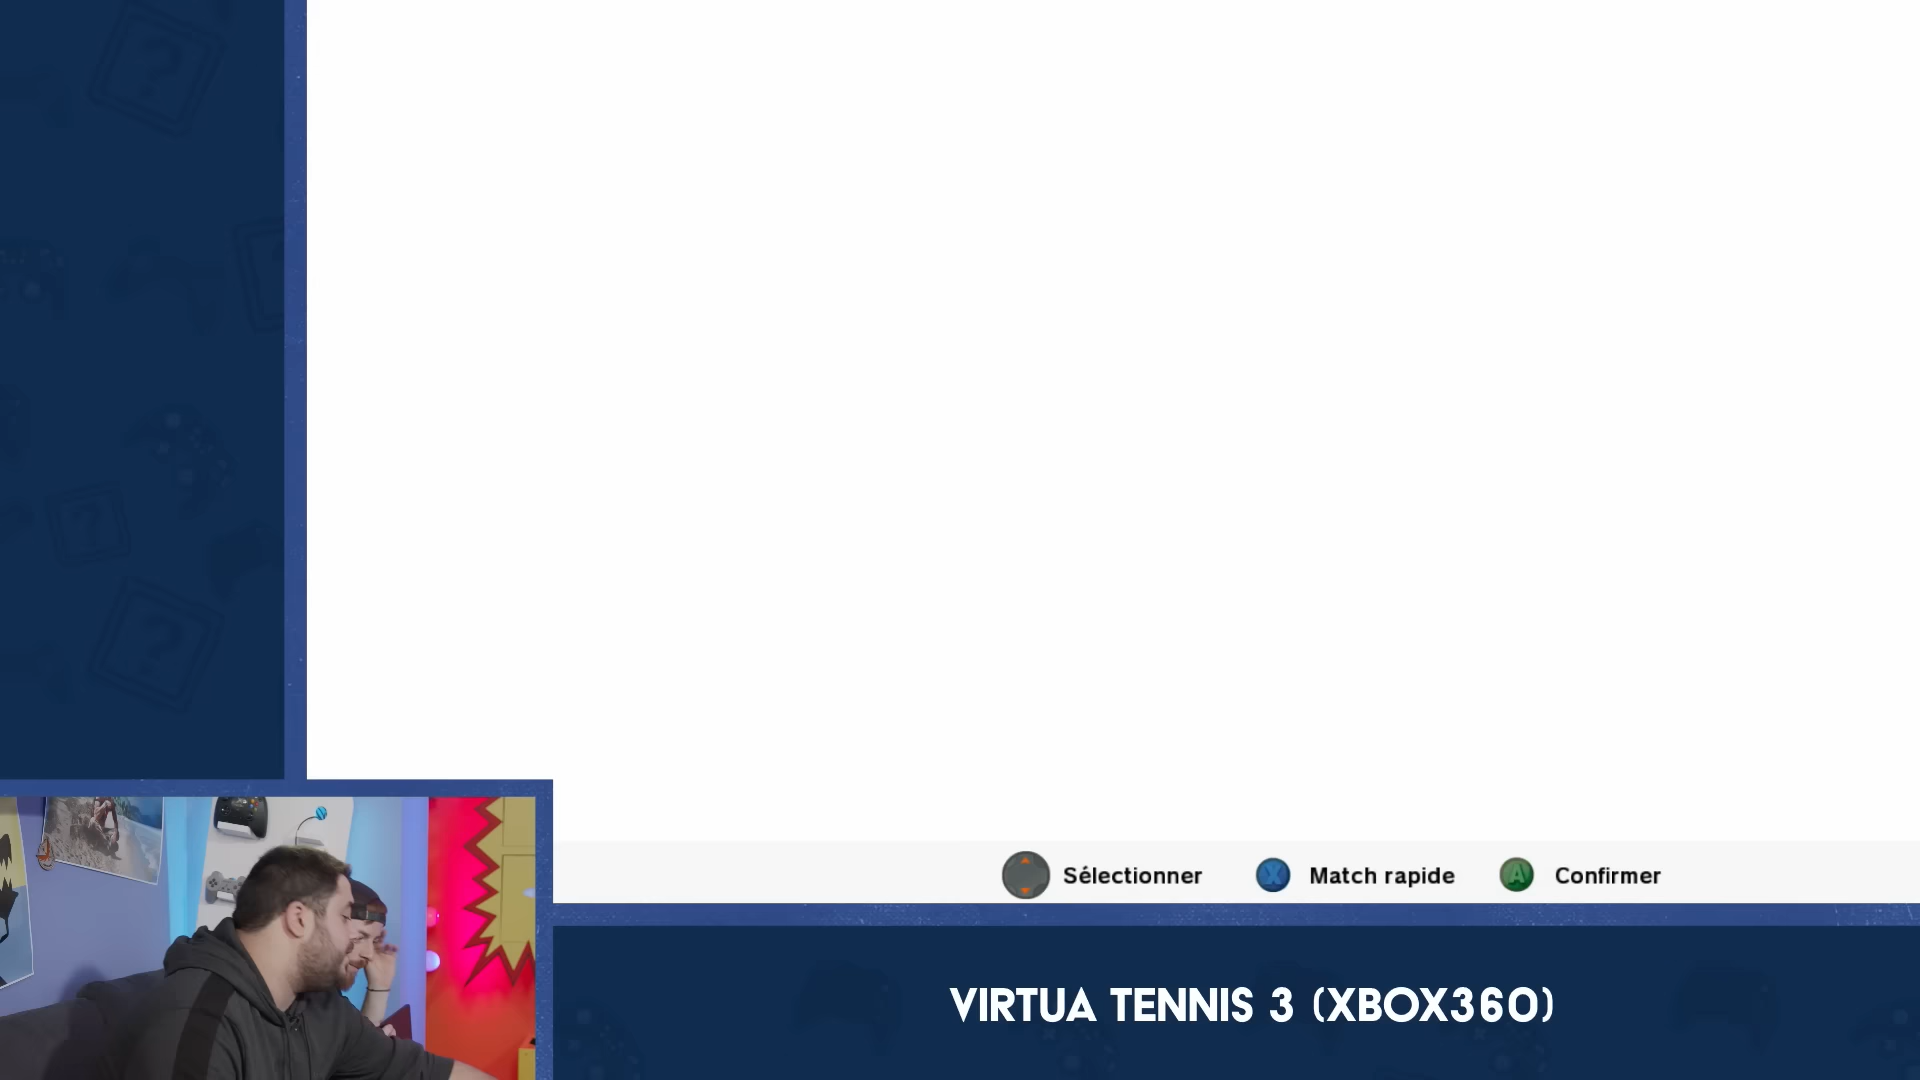 Sélectionner X Match rapide A Confirmer
VIRTUA TENNIS 3 (XBOX360)